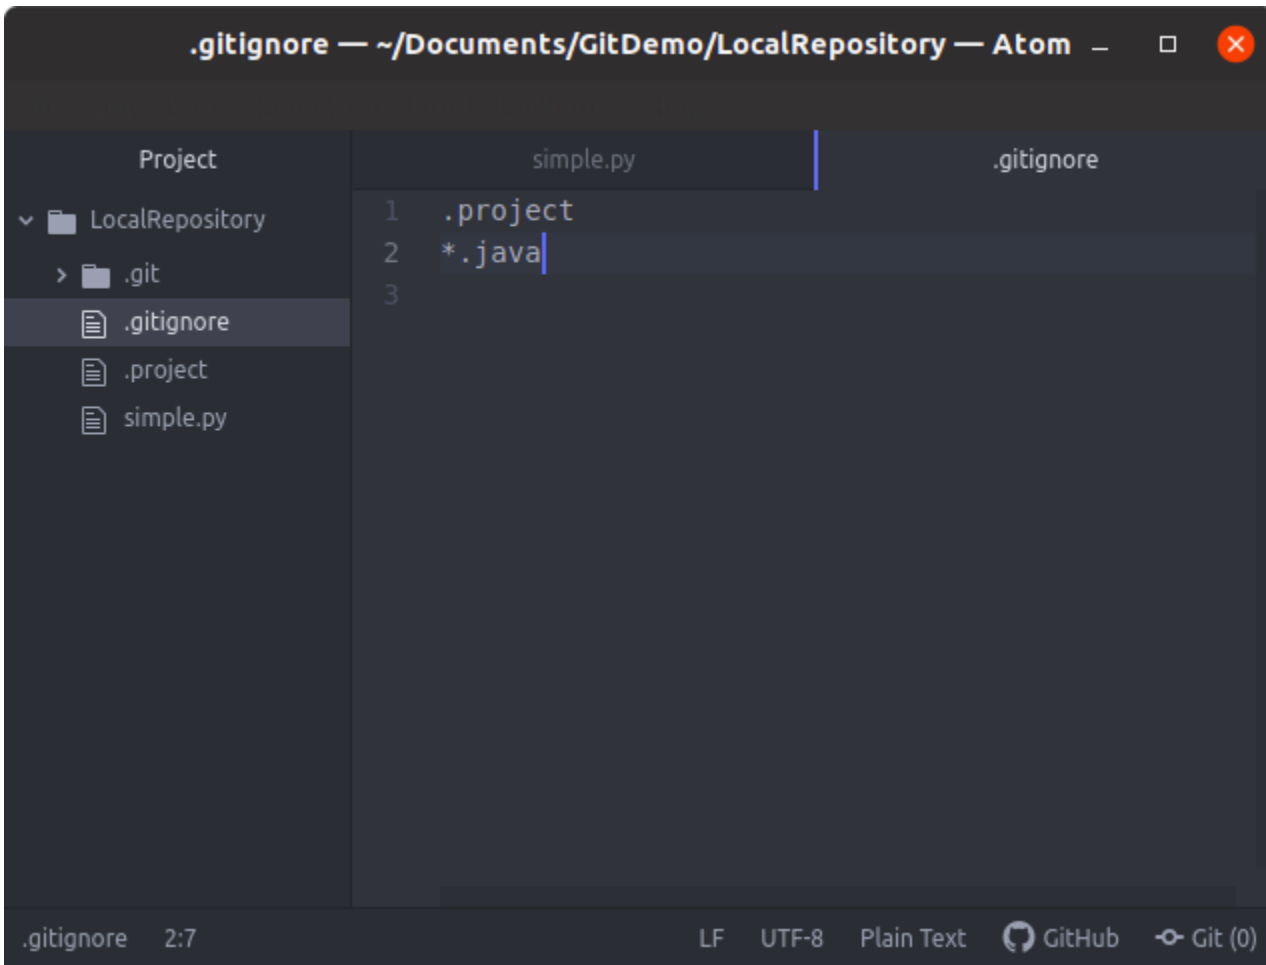 .gitignore — ~/Documents/GitDemo/LocalRepository — Atom
Project
LocalRepository
.git
.gitignore
.project
simple.py
simple.py
.gitignore
1 .project
2 *.java
3
.gitignore 2:7 LF UTF-8 Plain Text GitHub Git (0)